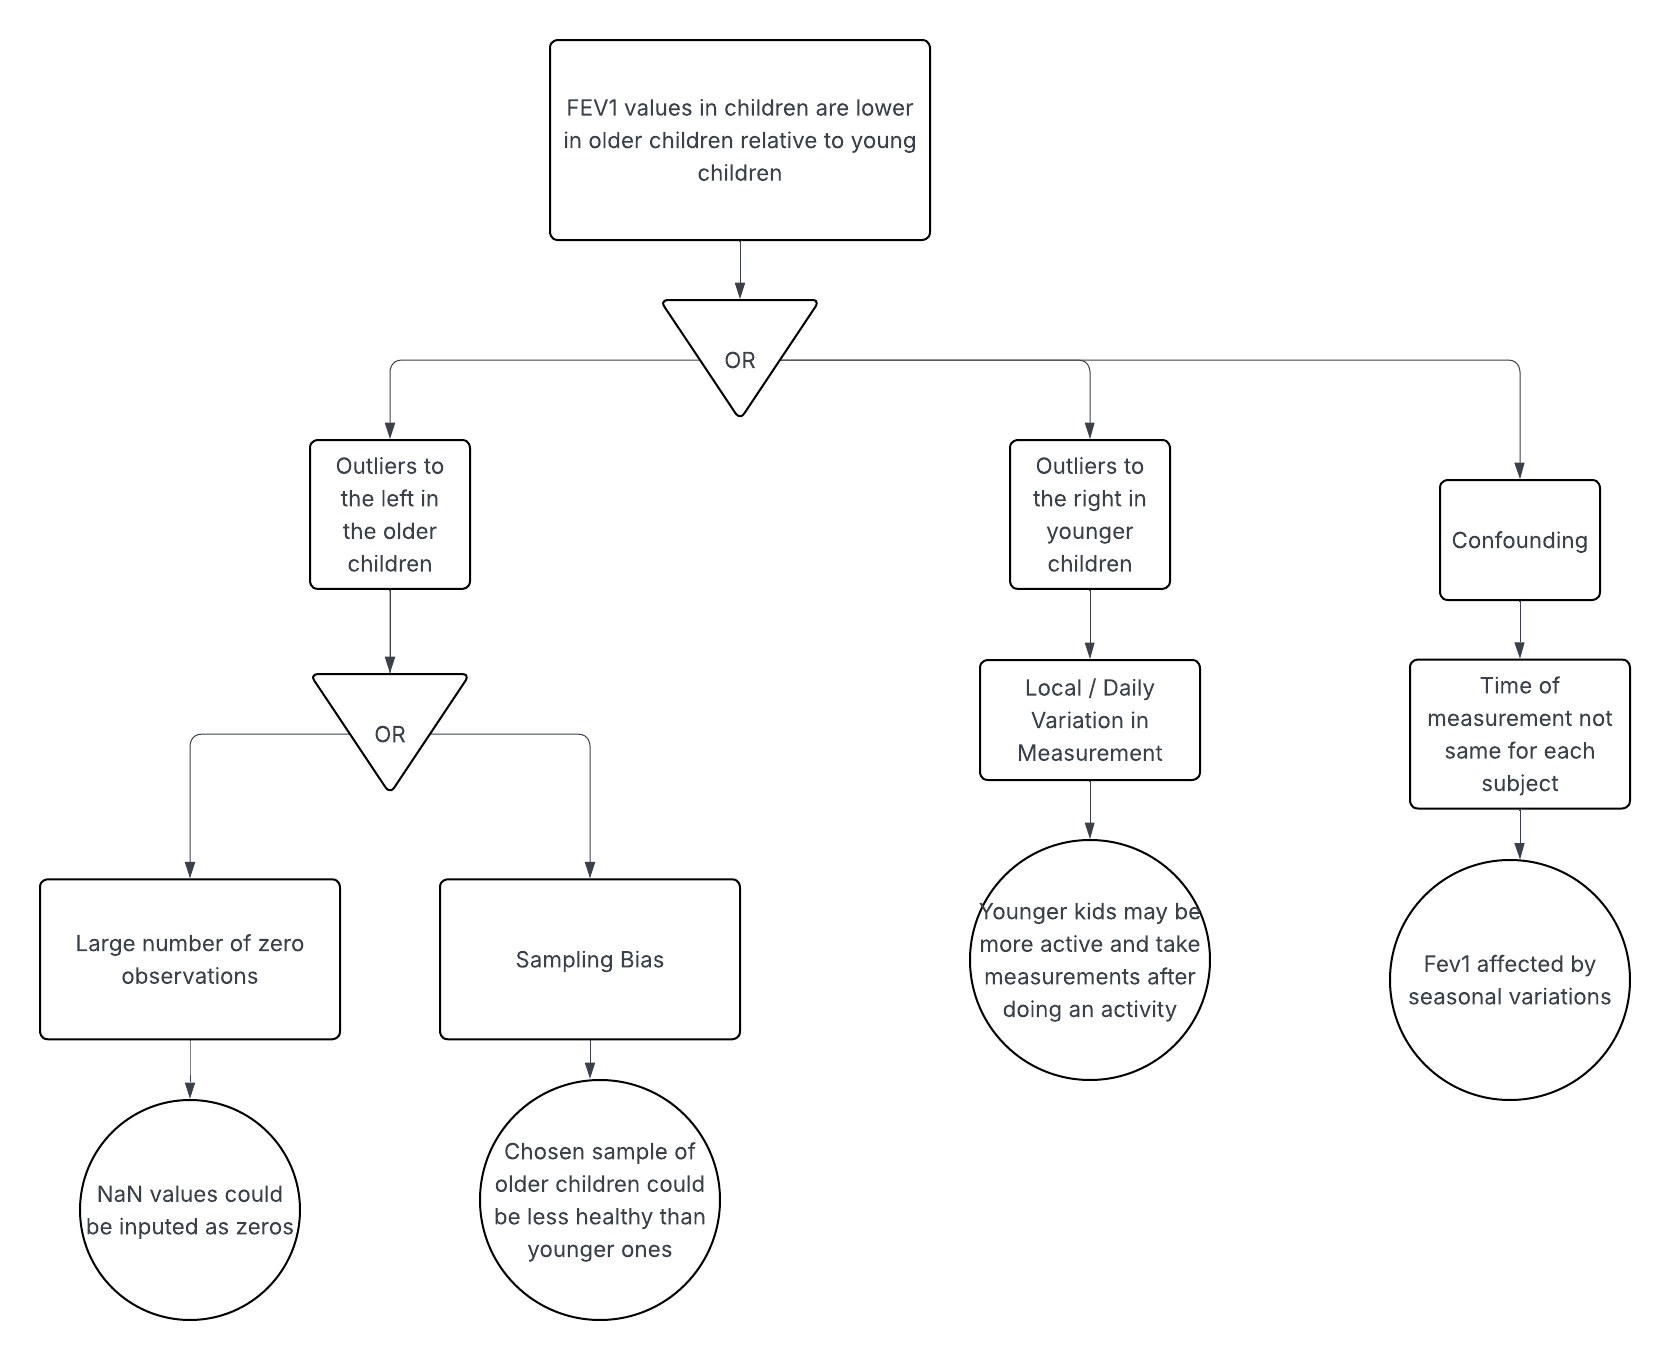 FEV1 values in children are lower
in older children relative to young
children
OR
Outliers to
the left in
the older
children
Outliers to
the right in
younger
children
Confounding
Local / Daily
Variation in
Measurement
Time of
measurement not
same for each
subject
OR
Large number of zero
observations
Sampling Bias
Younger kids may be
more active and take
measurements after
doing an activity
Fev1 affected by
seasonal variations
NaN values could
be inputed as zeros
Chosen sample of
older children could
be less healthy than
younger ones